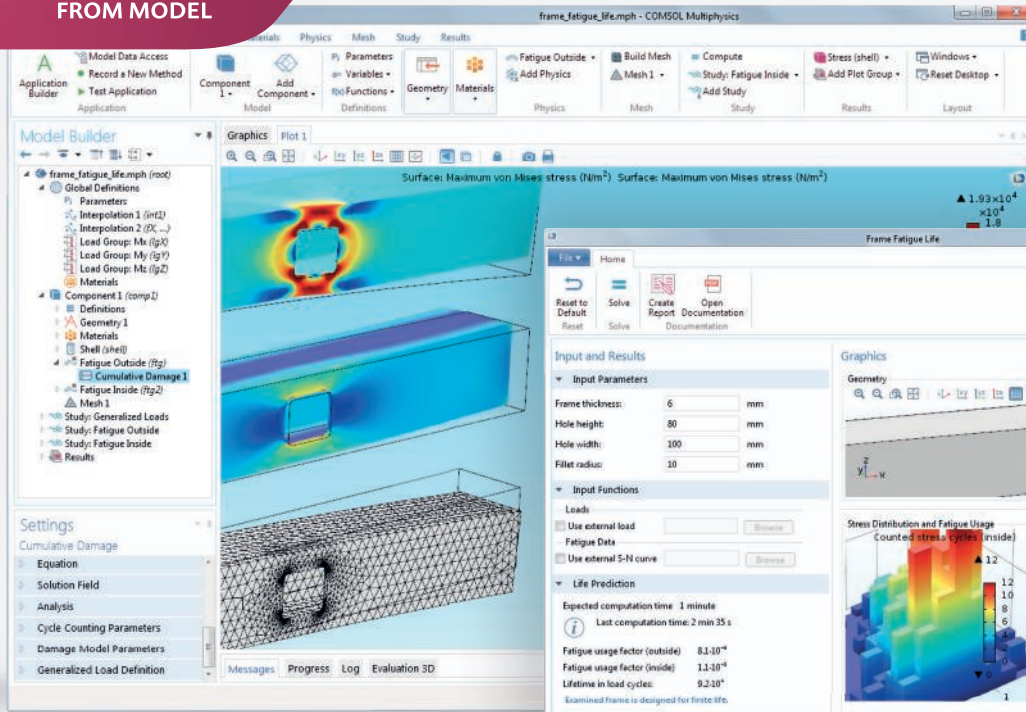 FROM MODEL
frame_fatigue_life.mph - COMSOL Multiphysics
Physics Mesh Study Results
A
Application Builder
Model Data Access
Record a New Method
Test Application
Application
Component 1
Add Component
Model
Pi Parameters
a= Variables
f(x) Functions
Definitions
Geometry
Materials
Fatigue Outside
Add Physics
Physics
Build Mesh
Mesh 1
Mesh
Compute
Study: Fatigue Inside
Add Study
Study
Stress (shell)
Add Plot Group
Results
Windows
Reset Desktop
Layout
Model Builder
frame_fatigue_life.mph (root)
Global Definitions
Pi Parameters
Interpolation 1 (int1)
Interpolation 2 (fX, ...)
Load Group: Mx (lgX)
Load Group: My (lgY)
Load Group: Mz (lgZ)
Materials
Component 1 (comp1)
Definitions
Geometry 1
Materials
Shell (shell)
Fatigue Outside (ftg)
Cumulative Damage 1
Fatigue Inside (ftg2)
Mesh 1
Study: Generalized Loads
Study: Fatigue Outside
Study: Fatigue Inside
Results
Settings
Cumulative Damage
Equation
Solution Field
Analysis
Cycle Counting Parameters
Damage Model Parameters
Generalized Load Definition
Graphics Plot 1
Surface: Maximum von Mises stress (N/m²) Surface: Maximum von Mises stress (N/m²)
▲ 1.93×10⁴
×10⁴
1.8
Messages Progress Log Evaluation 3D
Frame Fatigue Life
File Home
Reset to Default
Reset
Solve
Solve
Create Report
Open Documentation
Documentation
Input and Results
Input Parameters
Frame thickness: 6 mm
Hole height: 80 mm
Hole width: 100 mm
Fillet radius: 10 mm
Input Functions
Loads
Use external load Browse
Fatigue Data
Use external S-N curve Browse
Life Prediction
Expected computation time 1 minute
i Last computation time: 2 min 35 s
Fatigue usage factor (outside)
Fatigue usage factor (inside)
Lifetime in load cycles:
Examined frame is designed for finite life.
Graphics
Geometry
z
y x
Stress Distribution and Fatigue Usage
Counted stress cycles (inside)
▲ 12
12
10
8
6
4
2
0
▼ 0
1